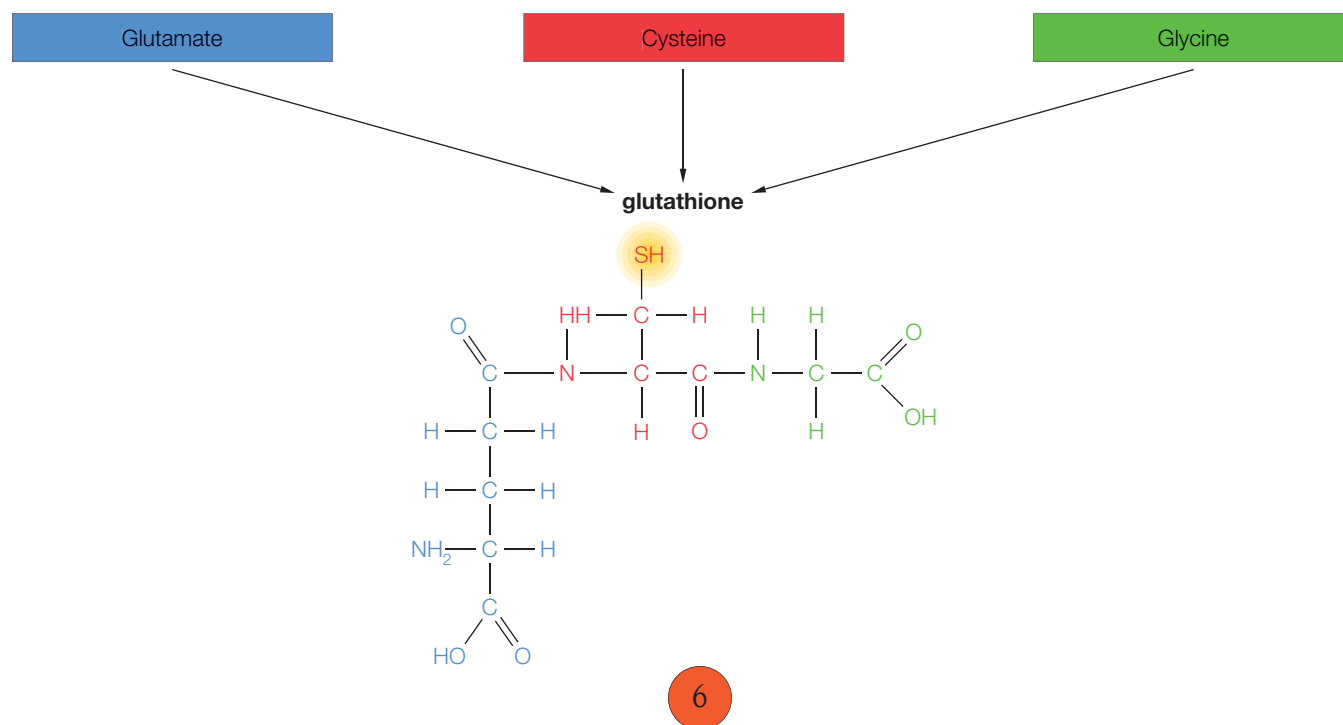 Glutamate Cysteine Glycine
glutathione
SH
HH C H H H
O O
C N C C N C C
H O H OH
H C H
H C H
NH2 C H
C
HO O
6